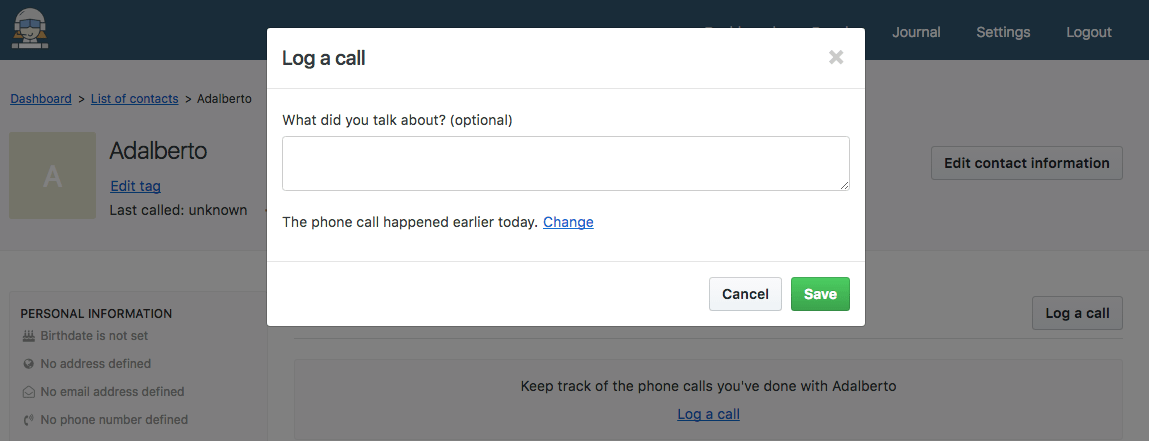 Journal Settings Logout
Log a call ×
Dashboard > List of contacts > Adalberto
What did you talk about? (optional)
A
Adalberto
Edit contact information
Edit tag
Last called: unknown
The phone call happened earlier today. Change
Cancel Save
PERSONAL INFORMATION
Log a call
Birthdate is not set
No address defined
No email address defined
No phone number defined
Keep track of the phone calls you've done with Adalberto
Log a call